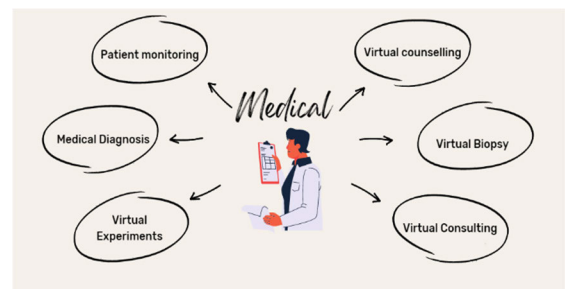 Patient monitoring
Virtual counselling
Medical
Medical Diagnosis
Virtual Biopsy
Virtual
Experiments
Virtual Consulting